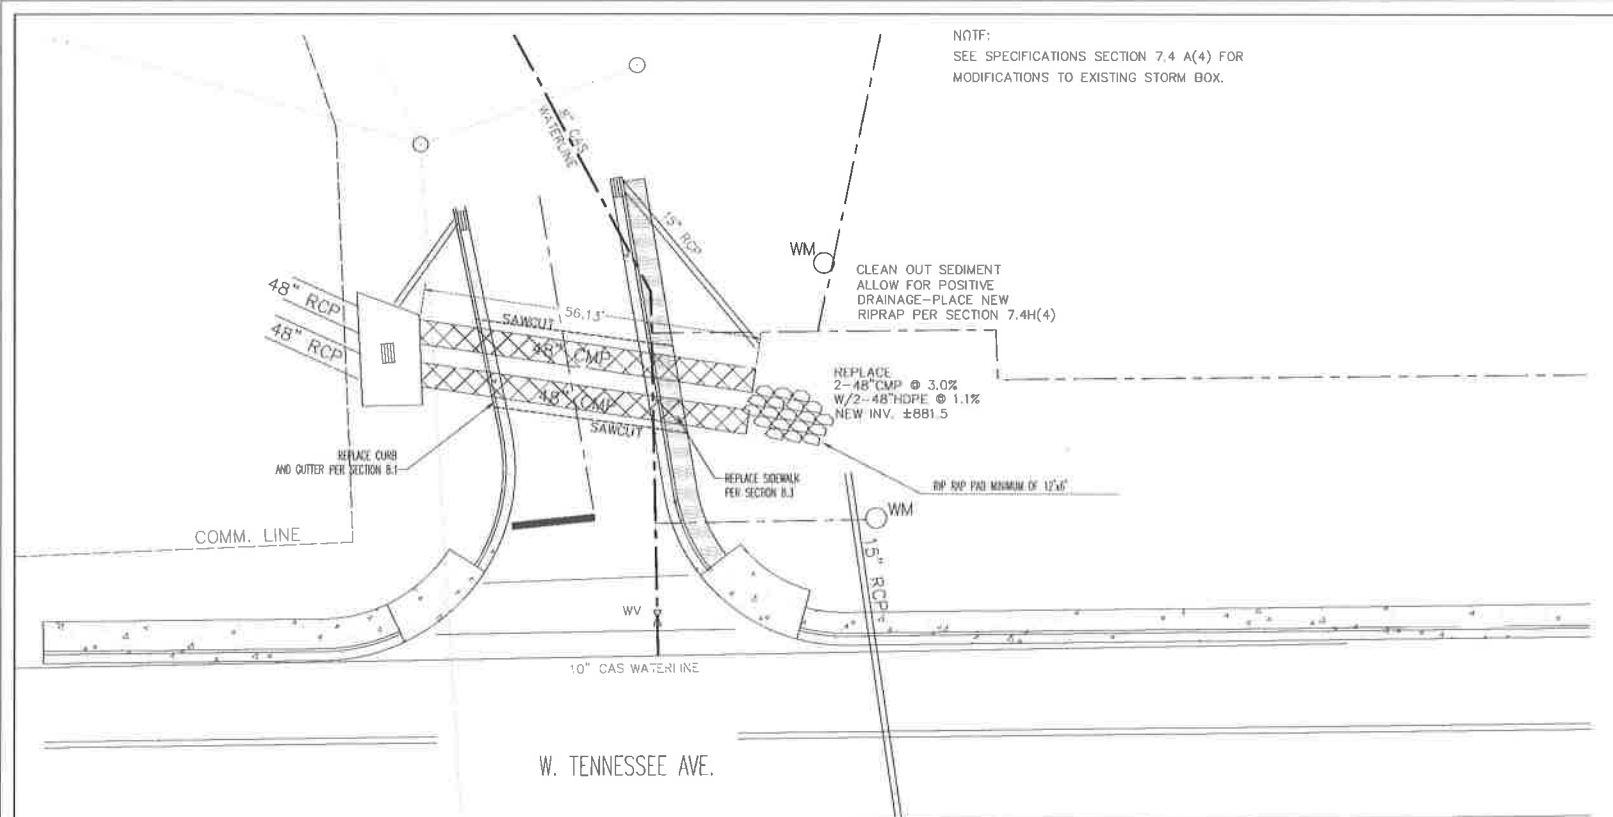 NOTE:
SEE SPECIFICATIONS SECTION 7.4 A(4) FOR
MODIFICATIONS TO EXISTING STORM BOX.
8" CAS
WATERLINE
15" RCP
WM
CLEAN OUT SEDIMENT
ALLOW FOR POSITIVE
DRAINAGE-PLACE NEW
RIPRAP PER SECTION 7.4H(4)
48" RCP
48" RCP
56.13'
SAWCUT
48" CMP
48" CMP
SAWCUT
REPLACE
2-48"CMP @ 3.0%
W/2-48"HDPE @ 1.1%
NEW INV. ±881.5
REPLACE CURB
AND GUTTER PER SECTION 8.1
REPLACE SIDEWALK
PER SECTION 8.3
RIP RAP PAD MINIMUM OF 12'x6'
WM
COMM. LINE
15" RCP
WV
10" CAS WATERLINE
W. TENNESSEE AVE.